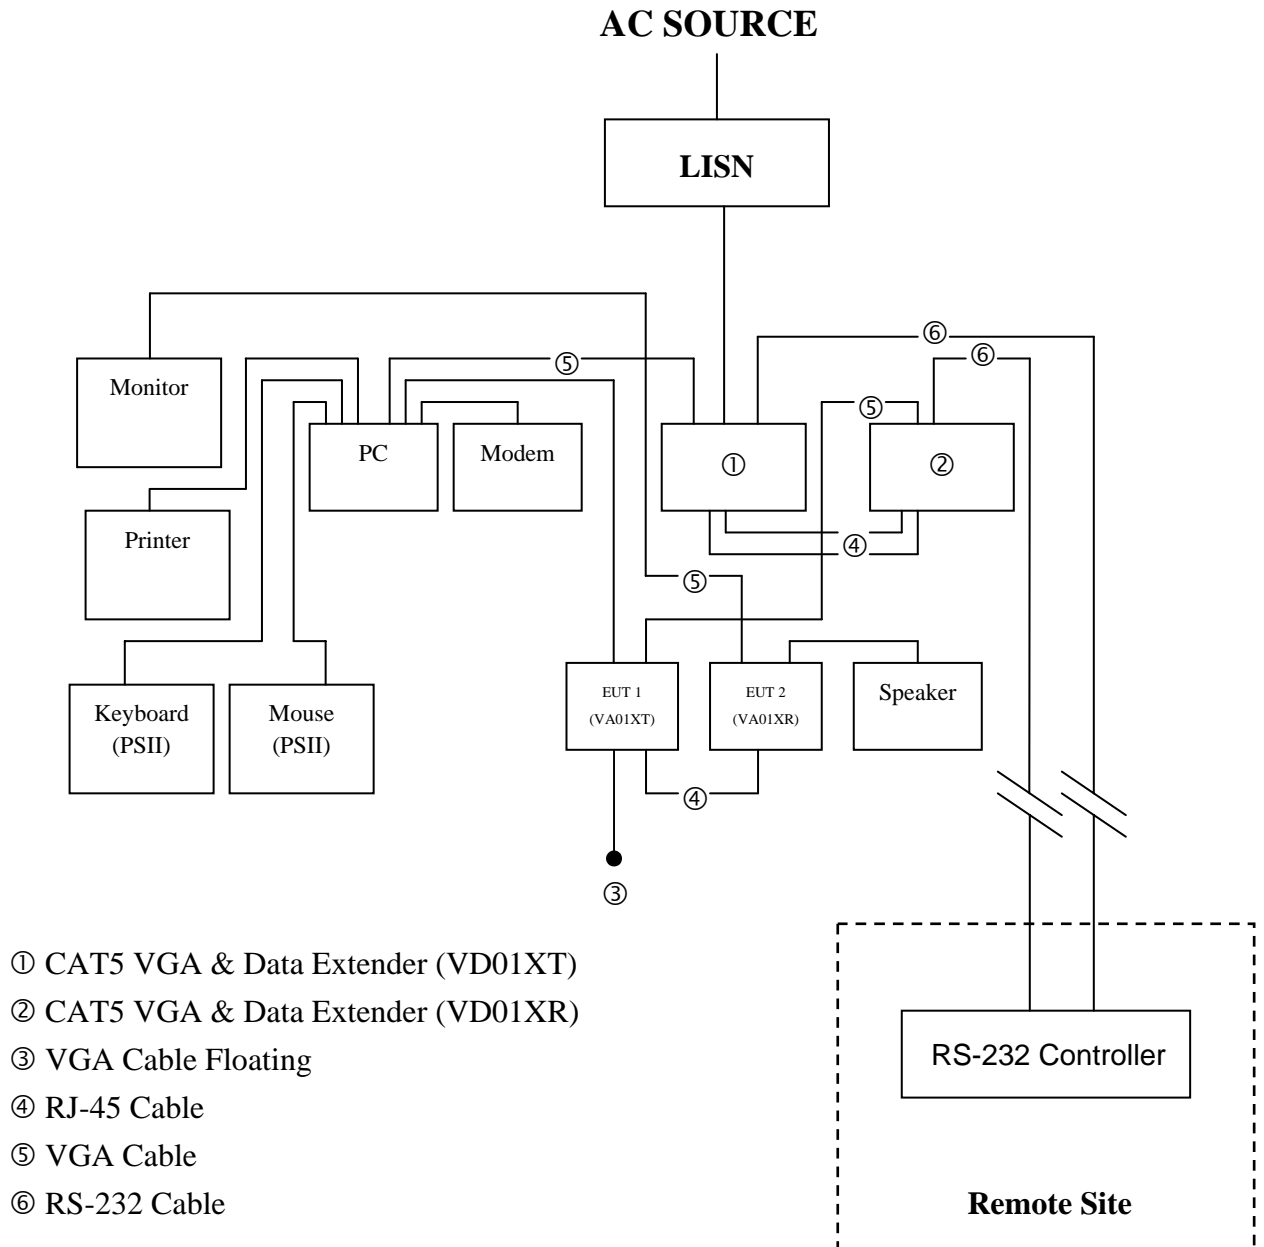 AC SOURCE
LISN
⑥
⑥
⑤
Monitor
⑤
PC
Modem
①
②
Printer
④
⑤
EUT 1
(VA01XT)
EUT 2
(VA01XR)
Speaker
Keyboard
(PSII)
Mouse
(PSII)
④
③
① CAT5 VGA & Data Extender (VD01XT)
② CAT5 VGA & Data Extender (VD01XR)
③ VGA Cable Floating
④ RJ-45 Cable
⑤ VGA Cable
⑥ RS-232 Cable
RS-232 Controller
Remote Site